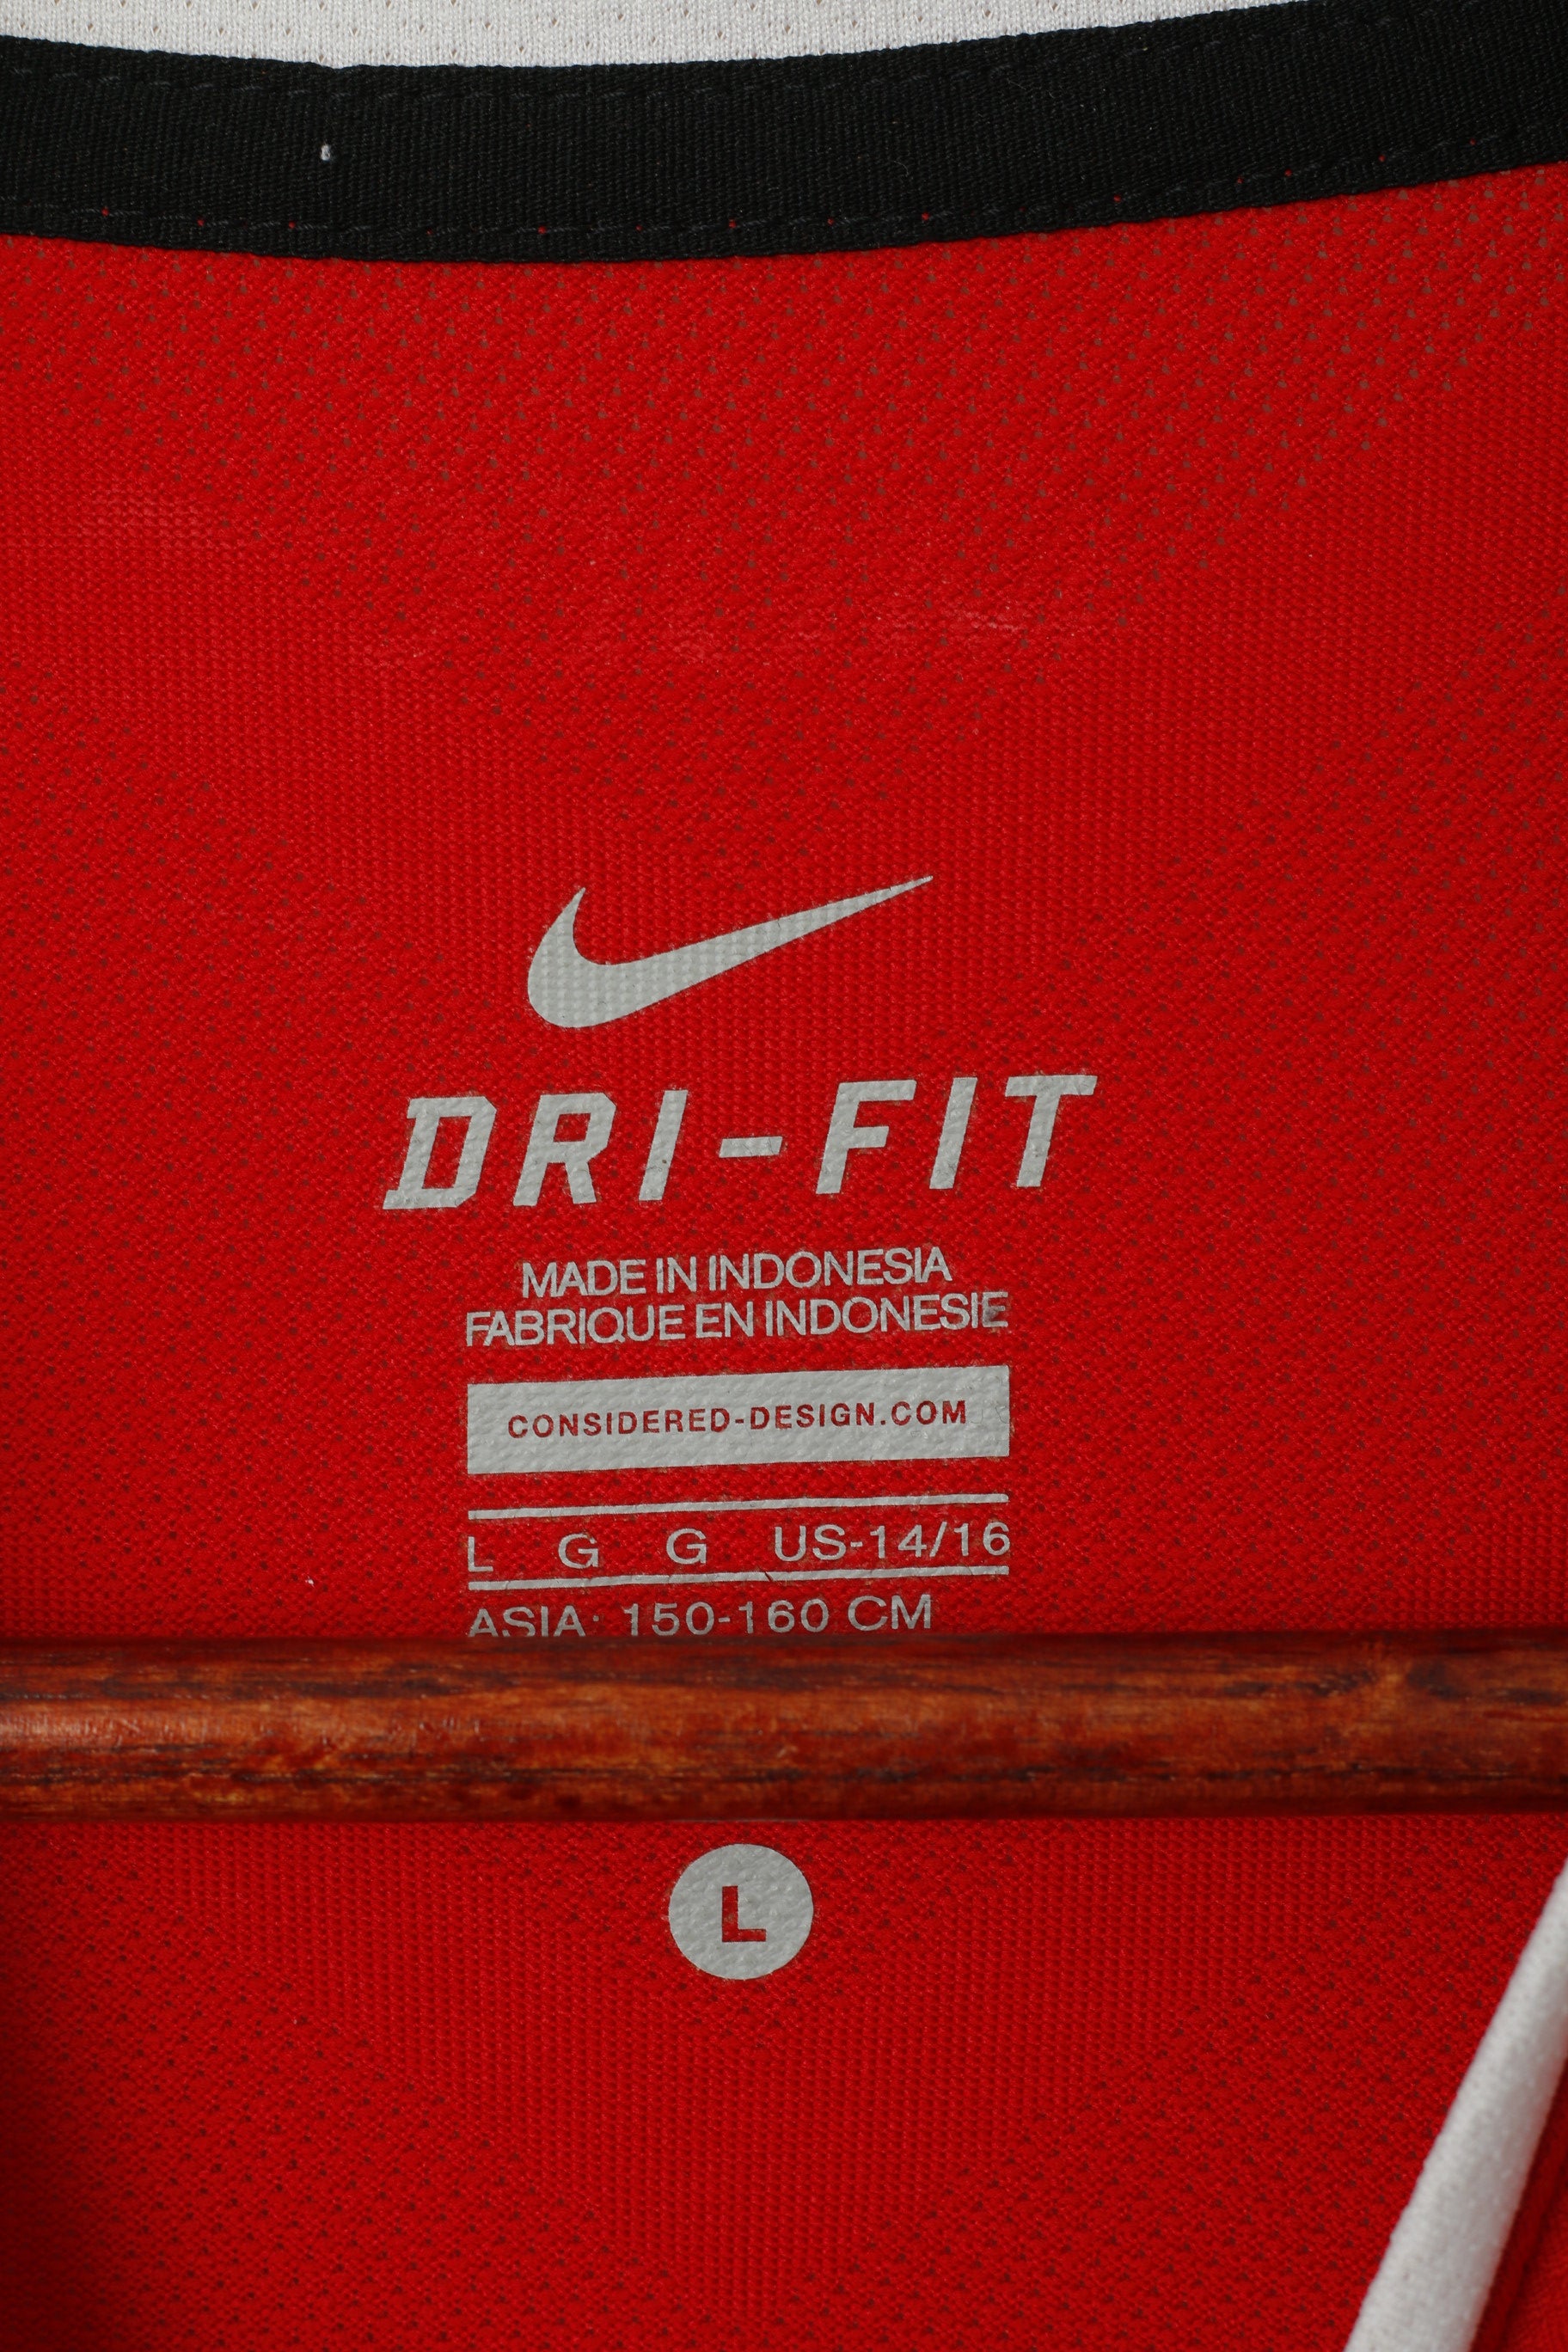 DRI-FIT
MADE IN INDONESIA
FABRIQUE EN INDONESIE
CONSIDERED-DESIGN.COM
L G G US-14/16
ASIA: 150-160 CM
L